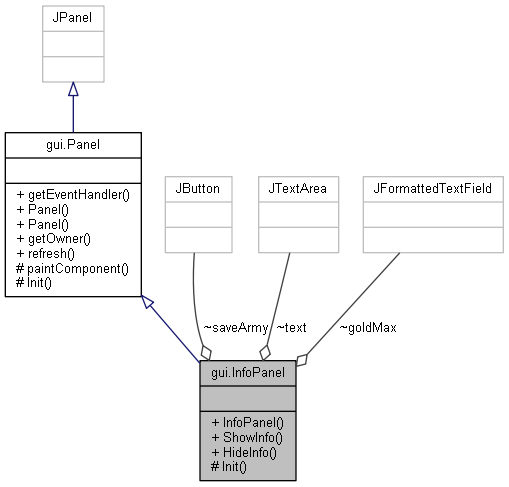 JPanel
gui.Panel
+ getEventHandler()
+ Panel()
+ Panel()
+ getOwner()
+ refresh()
# paintComponent()
# Init()
JButton
JTextArea
JFormattedTextField
~saveArmy
~text
~goldMax
gui.InfoPanel
+ InfoPanel()
+ ShowInfo()
+ HideInfo()
# Init()